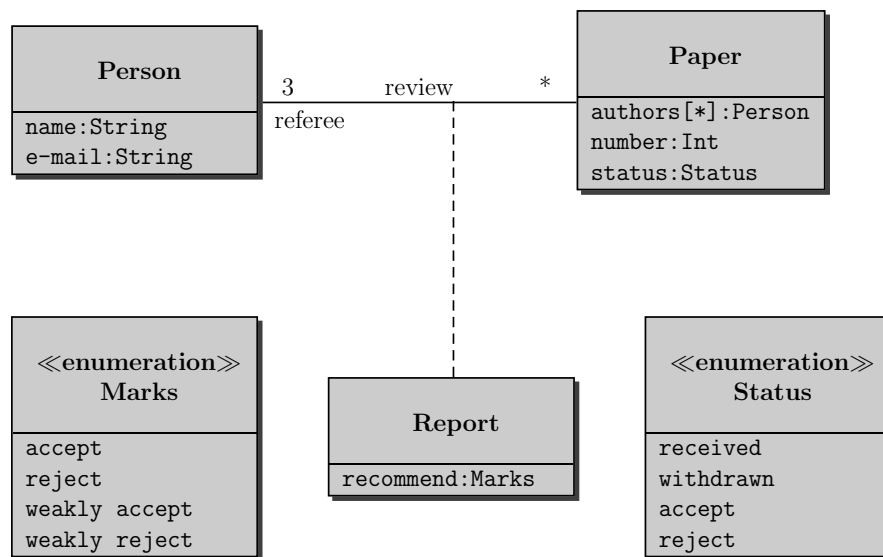 Person
name:String
e-mail:String
3
review
*
referee
Paper
authors[*]:Person
number:Int
status:Status
≪enumeration≫
Marks
accept
reject
weakly accept
weakly reject
Report
recommend:Marks
≪enumeration≫
Status
received
withdrawn
accept
reject